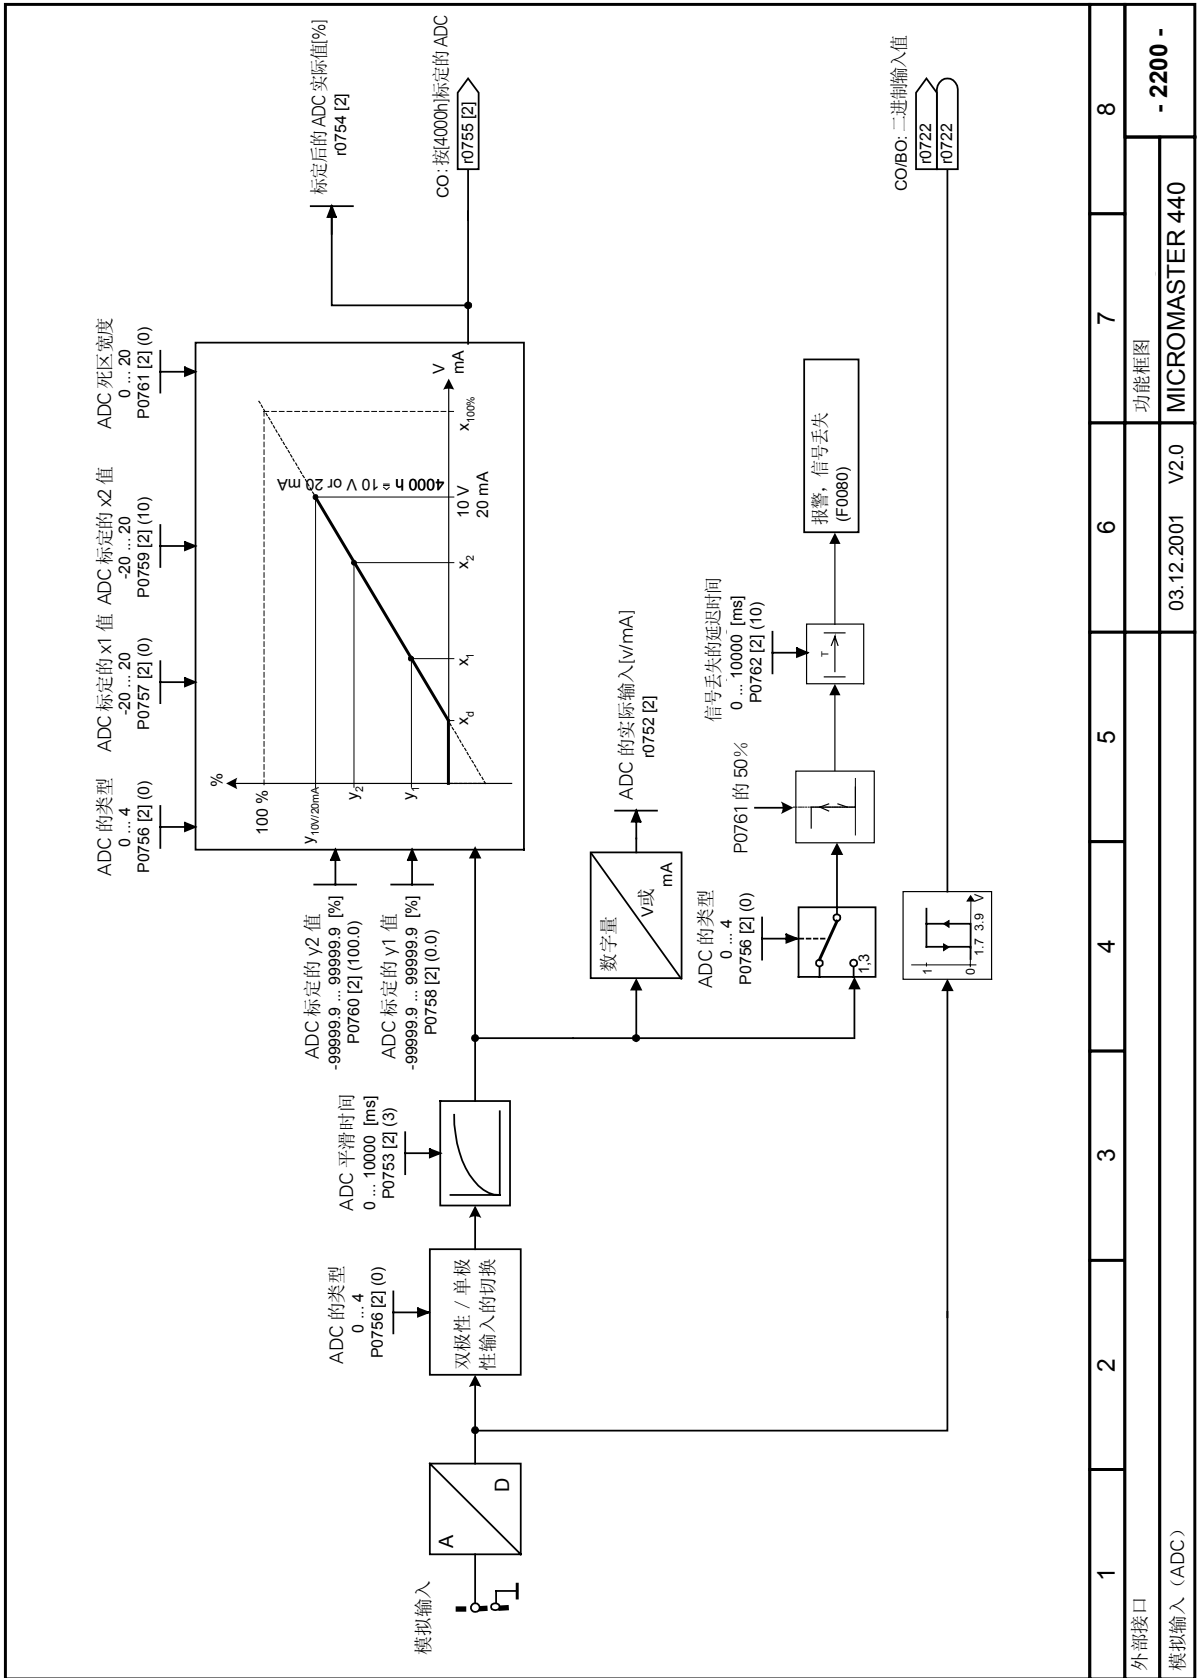 ADC 的类型
0 ... 4
P0756 [2] (0)
ADC 标定的 x1 值
-20 ... 20
P0757 [2] (0)
ADC 标定的 x2 值
-20 ... 20
P0759 [2] (10)
ADC 死区宽度
0 ... 20
P0761 [2] (0)
标定后的 ADC 实际值[%]
r0754 [2]
CO: 按[4000h]标定的 ADC
r0755 [2]
%
100 %
y10V/20mA
y2
y1
xd
x1
x2
10 V
20 mA
x100%
V
mA
4000 h ≙ 10 V or 20 mA
ADC 标定的 y2 值
-99999.9 ... 99999.9 [%]
P0760 [2] (100.0)
ADC 标定的 y1 值
-99999.9 ... 99999.9 [%]
P0758 [2] (0.0)
ADC 平滑时间
0 ... 10000 [ms]
P0753 [2] (3)
ADC 的类型
0 ... 4
P0756 [2] (0)
双极性 / 单极
性输入的切换
模拟输入
A
D
数字量
V或
mA
ADC 的实际输入[v/mA]
r0752 [2]
ADC 的类型
0 ... 4
P0756 [2] (0)
1,3
P0761 的 50%
信号丢失的延迟时间
0 ... 10000 [ms]
P0762 [2] (10)
T
报警，信号丢失
(F0080)
1
0
1.7 3.9 V
CO/BO: 二进制输入值
r0722
r0722
1 2 3 4 5 6 7 8
外部接口
功能框图
- 2200 -
模拟输入（ADC）
03.12.2001 V2.0
MICROMASTER 440